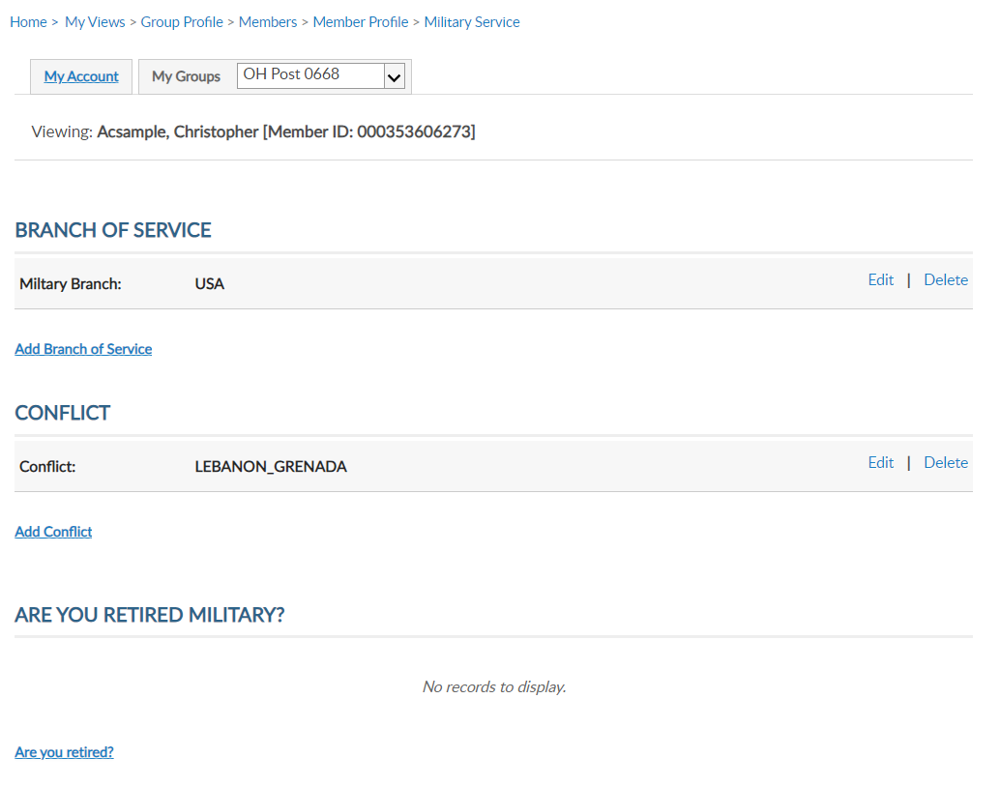 Home > My Views > Group Profile > Members > Member Profile > Military Service
My Account My Groups OH Post 0668
Viewing: Acsample, Christopher [Member ID: 000353606273]
BRANCH OF SERVICE
Miltary Branch: USA Edit | Delete
Add Branch of Service
CONFLICT
Conflict: LEBANON_GRENADA Edit | Delete
Add Conflict
ARE YOU RETIRED MILITARY?
No records to display.
Are you retired?